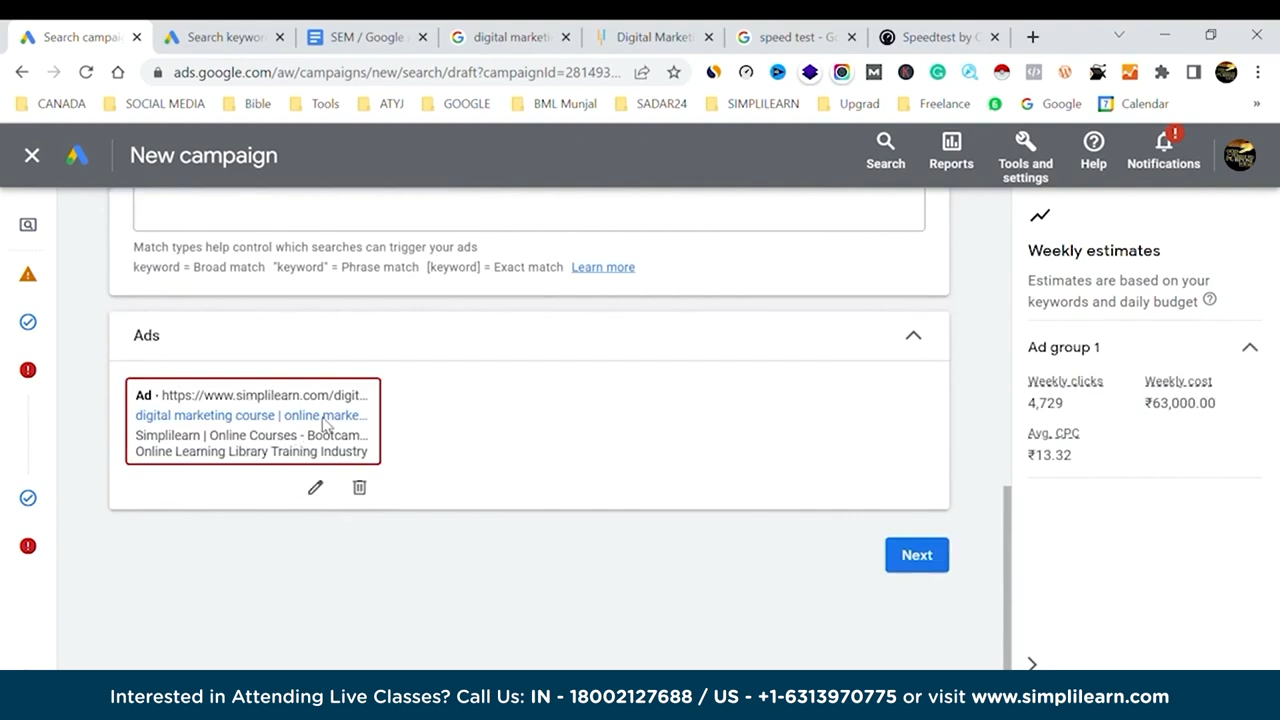 Search campai
Search keywor
SEM / Google
digital marketi
Digital Marketi
speed test - Go
Speedtest by O
ads.google.com/aw/campaigns/new/search/draft?campaignId=281493...
CANADA
SOCIAL MEDIA
Bible
Tools
ATYJ
GOOGLE
BML Munjal
SADAR24
SIMPLILEARN
Upgrad
Freelance
Google
Calendar
»
New campaign
Search
Reports
Tools and
settings
Help
Notifications
Match types help control which searches can trigger your ads
keyword = Broad match "keyword" = Phrase match [keyword] = Exact match Learn more
Ads
Ad · https://www.simplilearn.com/digit...
digital marketing course | online marke...
Simplilearn | Online Courses - Bootcam...
Online Learning Library Training Industry
Next
Weekly estimates
Estimates are based on your
keywords and daily budget
Ad group 1
Weekly clicks
Weekly cost
4,729
₹63,000.00
Avg. CPC
₹13.32
Interested in Attending Live Classes? Call Us: IN - 18002127688 / US - +1-6313970775 or visit www.simplilearn.com